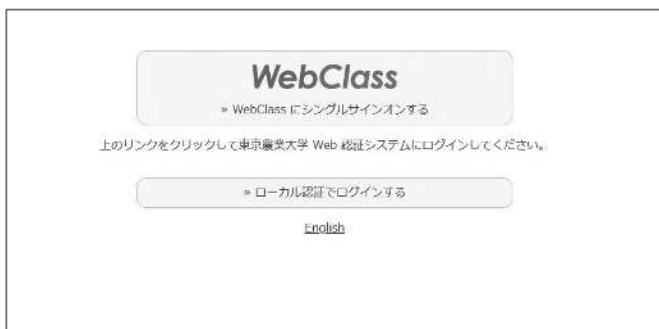 WebClass
» WebClass にシングルサインオンする
上のリンクをクリックして東京農業大学 Web 認証システムにログインしてください。
» ローカル認証でログインする
English